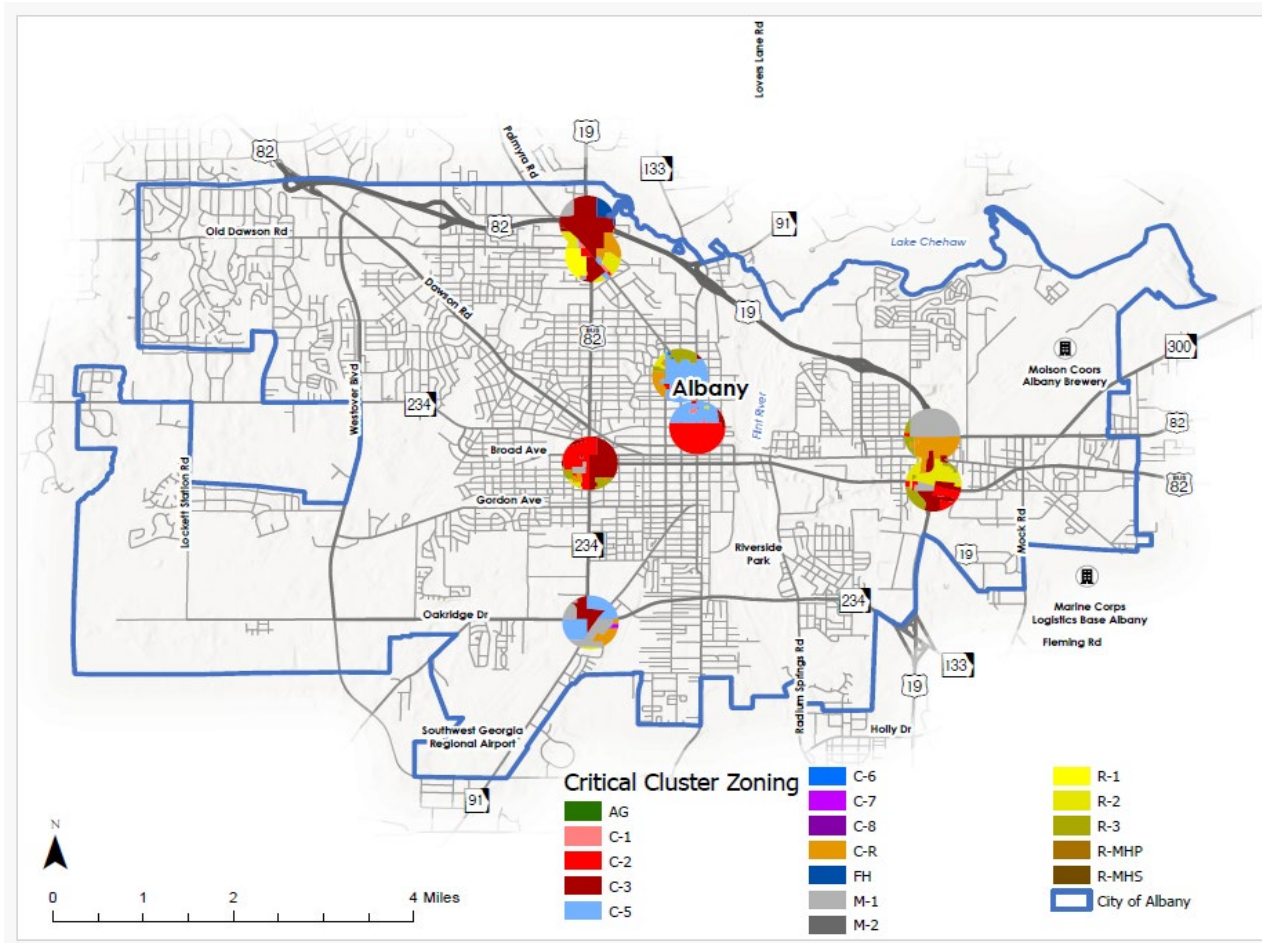 Lovers Lane Rd
19
Palmyra Rd
82
133
91
82
Old Dawson Rd
Lake Chehaw
Dawson Rd
19
BUS
82
300
Molson Coors
Albany Brewery
Westover Blvd
Albany
234
Flint River
82
Broad Ave
BUS
82
Lockett Station Rd
Gordon Ave
Mock Rd
234
Riverside
Park
19
234
Marine Corps
Logistics Base Albany
Oakridge Dr
Fleming Rd
Radium Springs Rd
133
19
Southwest Georgia
Regional Airport
Holly Dr
91
Critical Cluster Zoning
AG
C-1
C-2
C-3
C-5
C-6
C-7
C-8
C-R
FH
M-1
M-2
R-1
R-2
R-3
R-MHP
R-MHS
City of Albany
N
0 1 2 4 Miles